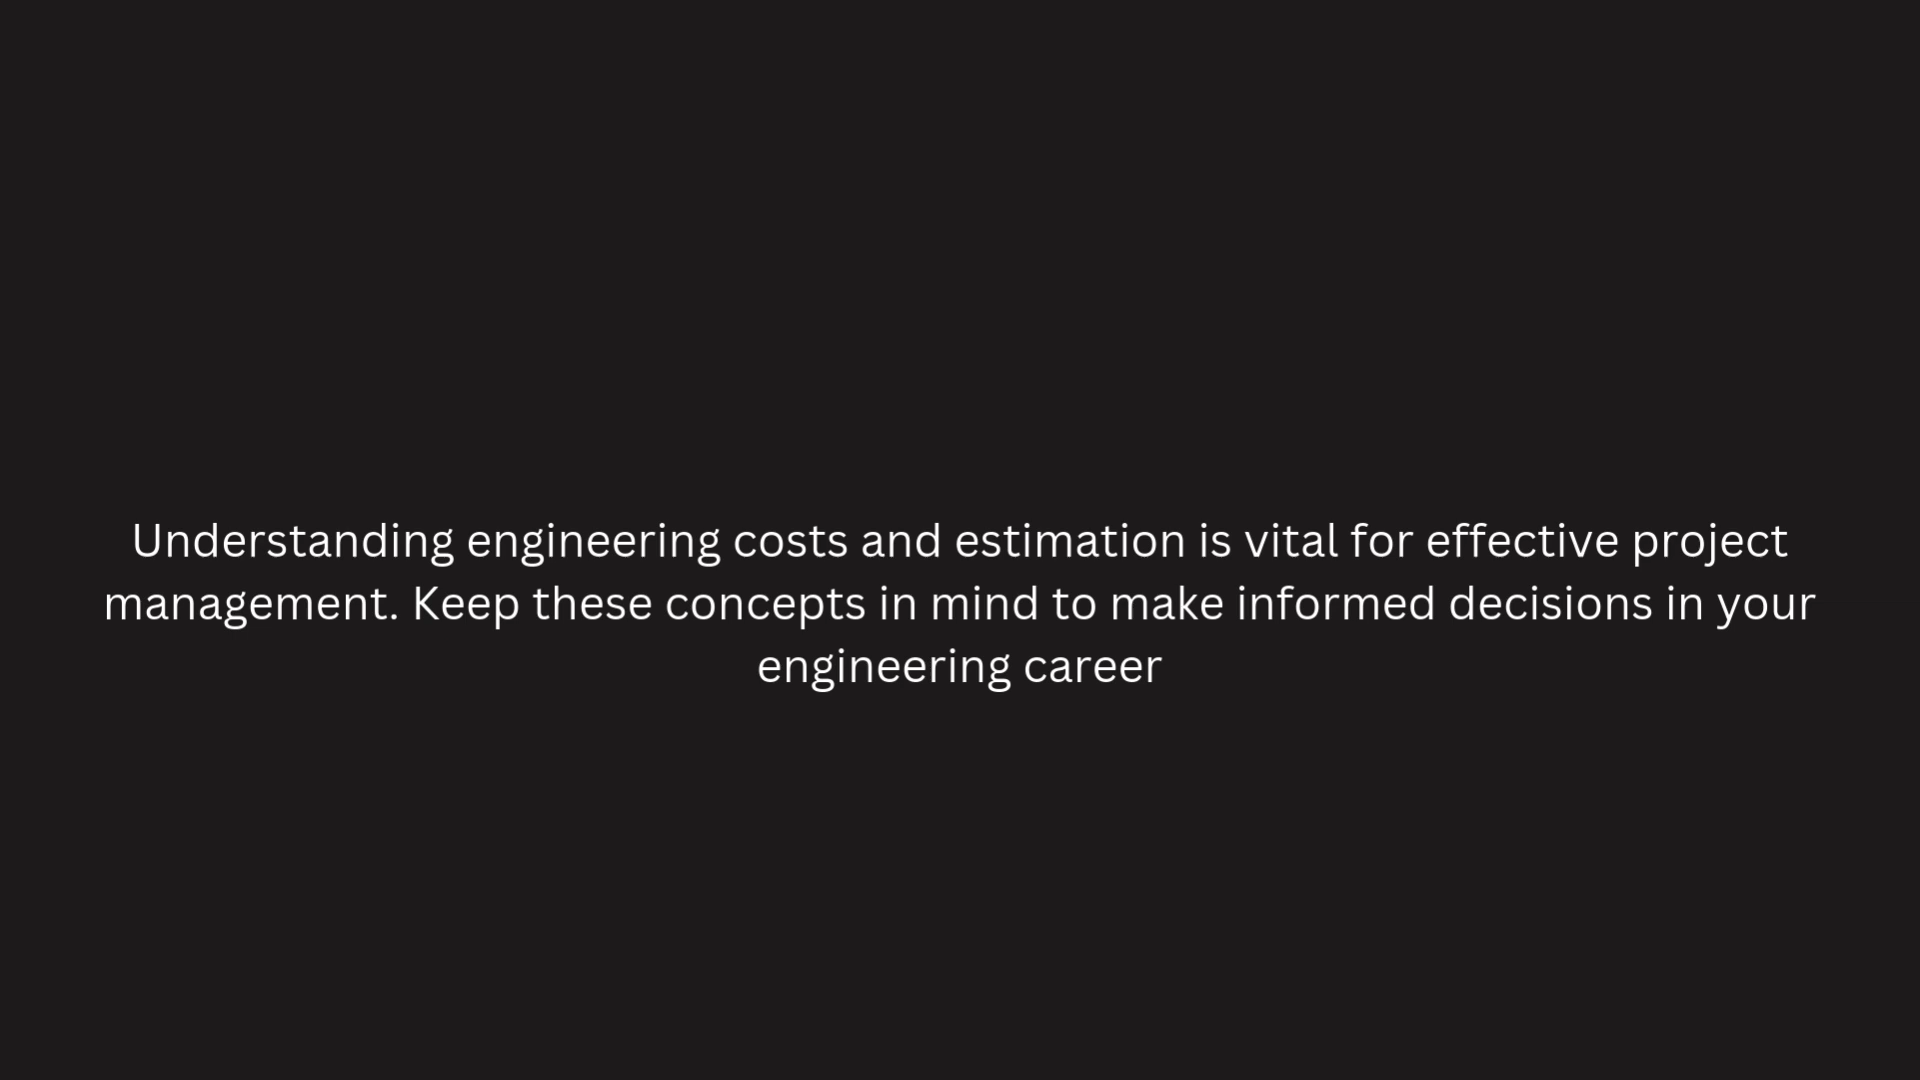 Understanding engineering costs and estimation is vital for effective project
management. Keep these concepts in mind to make informed decisions in your
engineering career